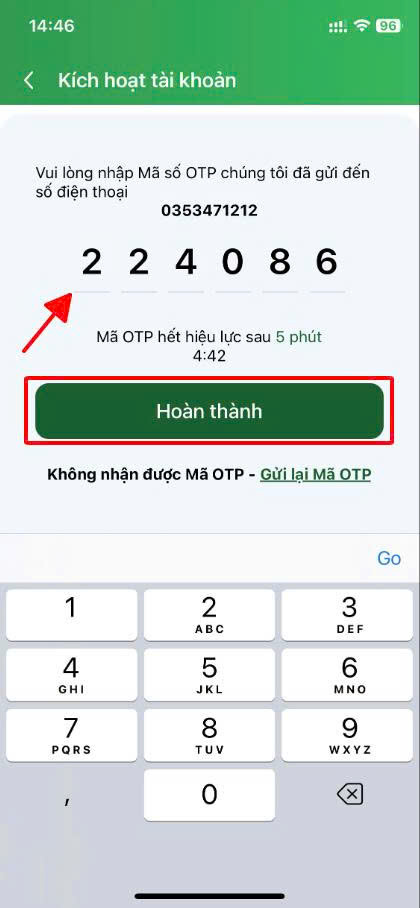 14:46
96
Kích hoạt tài khoản
Vui lòng nhập Mã số OTP chúng tôi đã gửi đến
số điện thoại
0353471212
2 2 4 0 8 6
Mã OTP hết hiệu lực sau 5 phút
4:42
Hoàn thành
Không nhận được Mã OTP - Gửi lại Mã OTP
Go
1 2 3
ABC DEF
4 5 6
GHI JKL MNO
7 8 9
PQRS TUV WXYZ
, 0